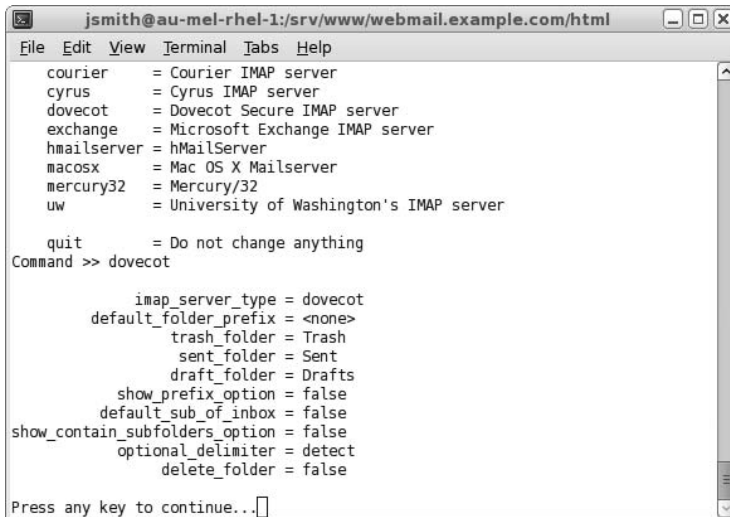 jsmith@au-mel-rhel-1:/srv/www/webmail.example.com/html
File Edit View Terminal Tabs Help
courier = Courier IMAP server
cyrus = Cyrus IMAP server
dovecot = Dovecot Secure IMAP server
exchange = Microsoft Exchange IMAP server
hmailserver = hMailServer
macosx = Mac OS X Mailserver
mercury32 = Mercury/32
uw = University of Washington's IMAP server
quit = Do not change anything
Command >> dovecot
imap_server_type = dovecot
default_folder_prefix = <none>
trash_folder = Trash
sent_folder = Sent
draft_folder = Drafts
show_prefix_option = false
default_sub_of_inbox = false
show_contain_subfolders_option = false
optional_delimiter = detect
delete_folder = false
Press any key to continue...